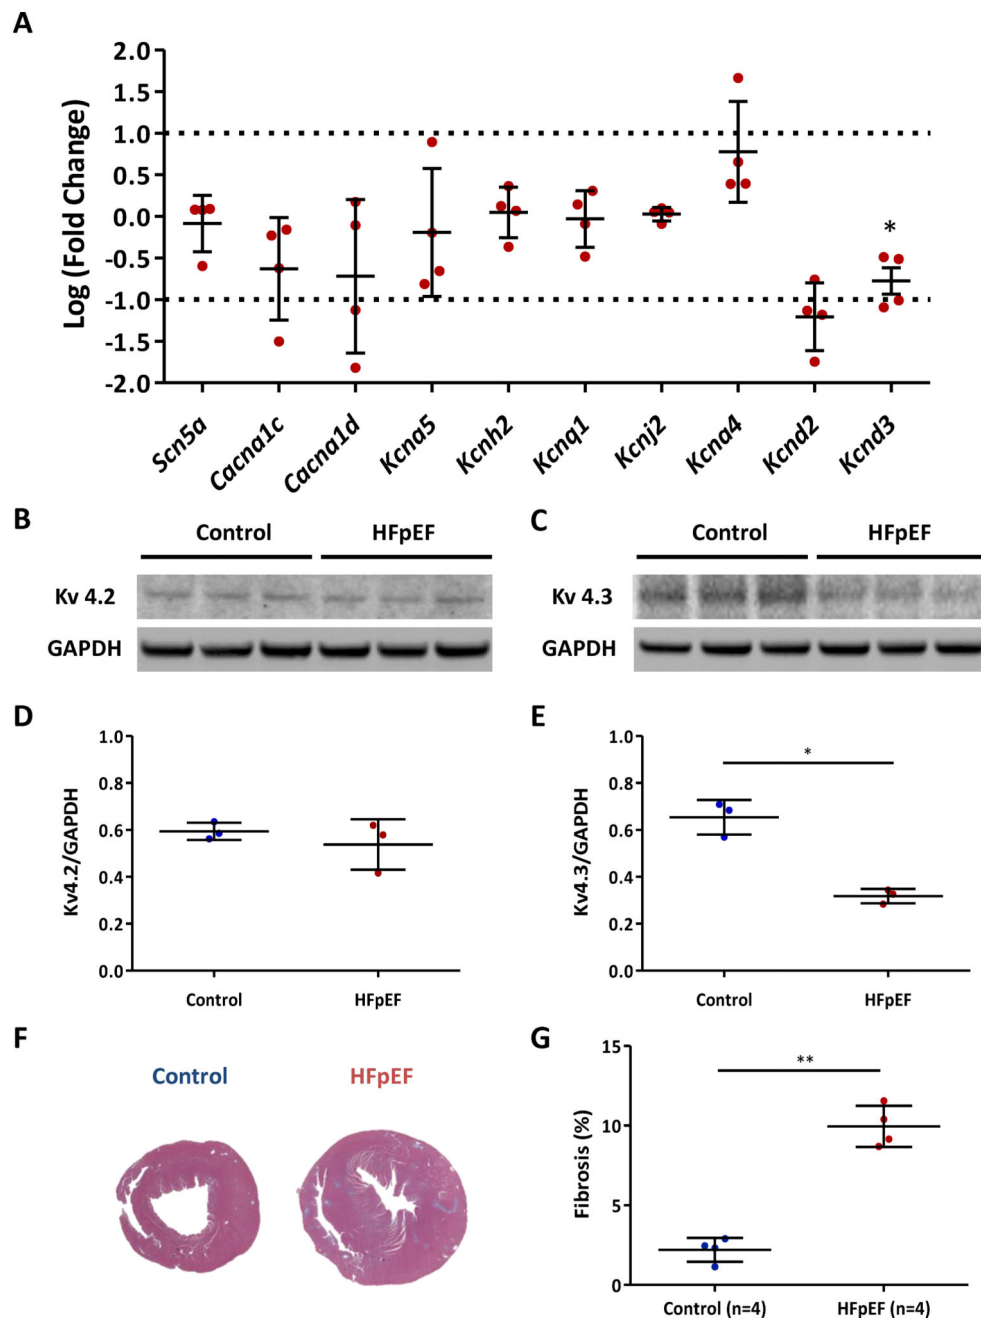 A
Log (Fold Change)
2.0
1.5
1.0
0.5
0.0
-0.5
-1.0
-1.5
-2.0
*
Scn5a
Cacna1c
Cacna1d
Kcna5
Kcnh2
Kcnq1
Kcnj2
Kcna4
Kcnd2
Kcnd3
B
Control HFpEF
Kv 4.2
GAPDH
C
Control HFpEF
Kv 4.3
GAPDH
D
Kv4.2/GAPDH
1.0
0.8
0.6
0.4
0.2
0.0
Control HFpEF
E
Kv4.3/GAPDH
1.0
0.8
0.6
0.4
0.2
0.0
*
Control HFpEF
F
Control HFpEF
G
Fibrosis (%)
15
10
5
0
**
Control (n=4) HFpEF (n=4)